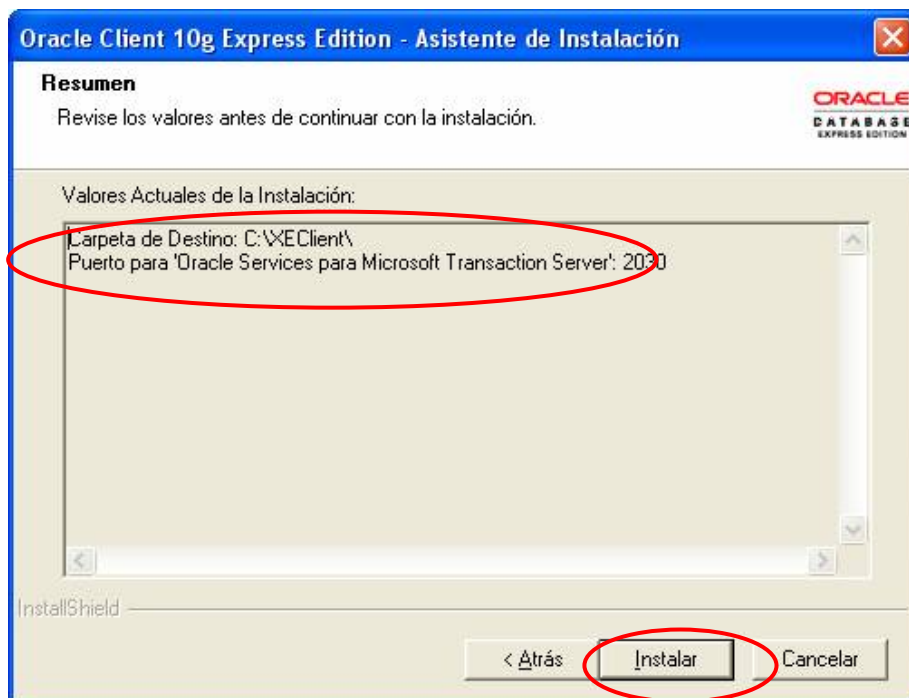 Oracle Client 10g Express Edition - Asistente de Instalación
Resumen
Revise los valores antes de continuar con la instalación.
ORACLE
DATABASE
EXPRESS EDITION
Valores Actuales de la Instalación:
Carpeta de Destino: C:\XEClient\
Puerto para 'Oracle Services para Microsoft Transaction Server': 2030
InstallShield
< Atrás
Instalar
Cancelar